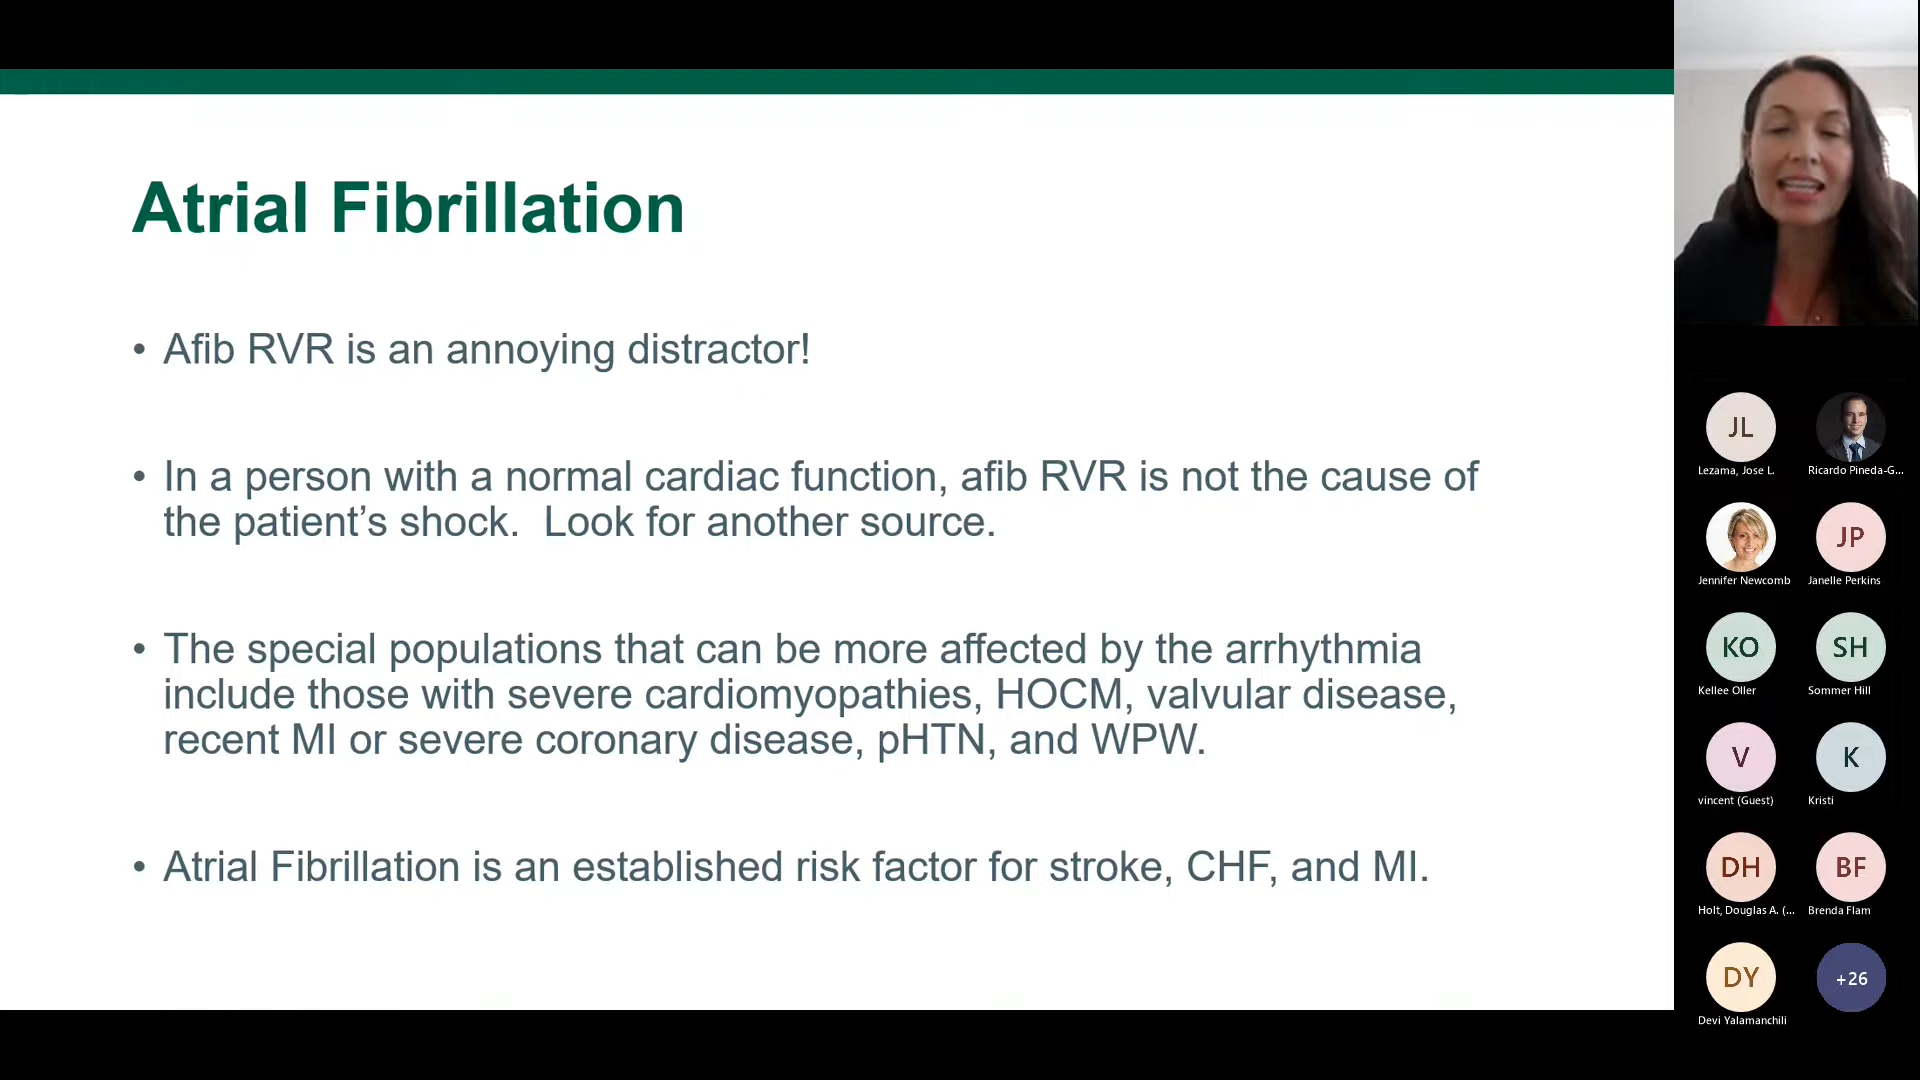 Atrial Fibrillation
• Afib RVR is an annoying distractor!
• In a person with a normal cardiac function, afib RVR is not the cause of
the patient’s shock.  Look for another source.
• The special populations that can be more affected by the arrhythmia
include those with severe cardiomyopathies, HOCM, valvular disease,
recent MI or severe coronary disease, pHTN, and WPW.
• Atrial Fibrillation is an established risk factor for stroke, CHF, and MI.
JL
Lezama, Jose L.
Ricardo Pineda-G...
Jennifer Newcomb
JP
Janelle Perkins
KO
Kellee Oller
SH
Sommer Hill
V
vincent (Guest)
K
Kristi
DH
Holt, Douglas A. (...
BF
Brenda Flam
DY
Devi Yalamanchili
+26